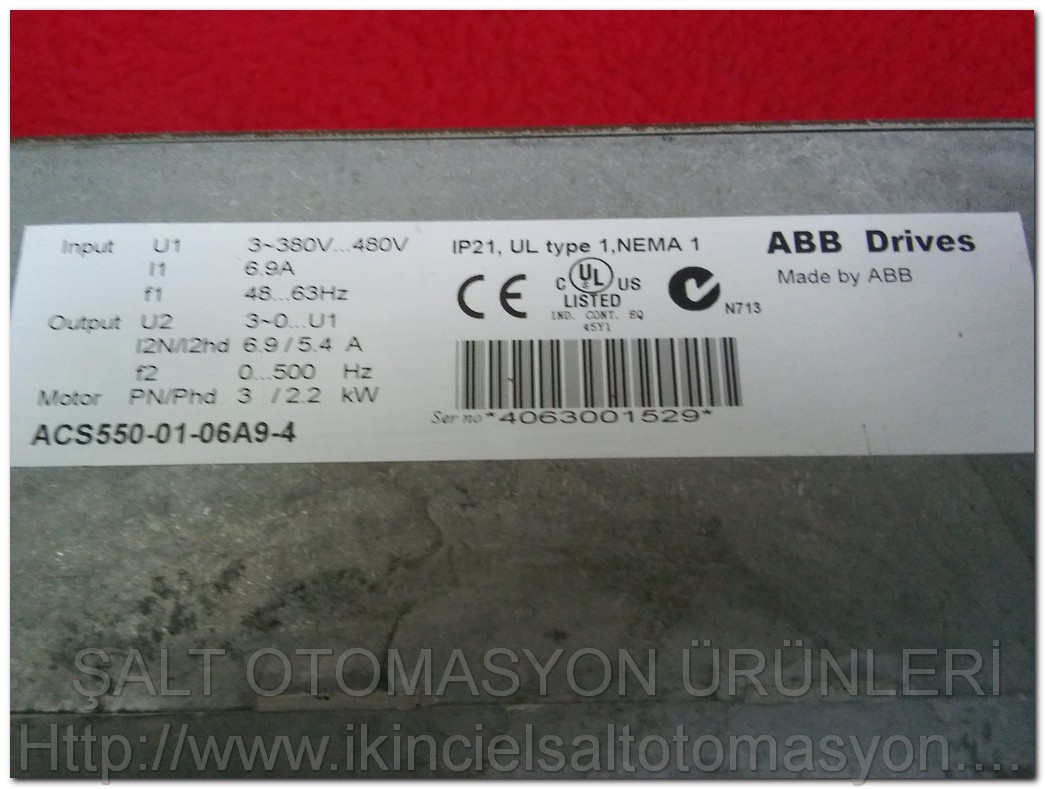 Input U1 3~380V...480V
I1 6.9A
f1 48...63Hz
Output U2 3~0...U1
I2N/I2hd 6.9 / 5.4 A
f2 0...500 Hz
Motor PN/Phd 3 / 2.2 kW
ACS550-01-06A9-4
IP21, UL type 1,NEMA 1
CE
C UL US
LISTED
IND. CONT. EQ
45Y1
N713
Ser no *4063001529*
ABB Drives
Made by ABB
ŞALT OTOMASYON ÜRÜNLERİ
Http://www.ikincielsaltotomasyon....